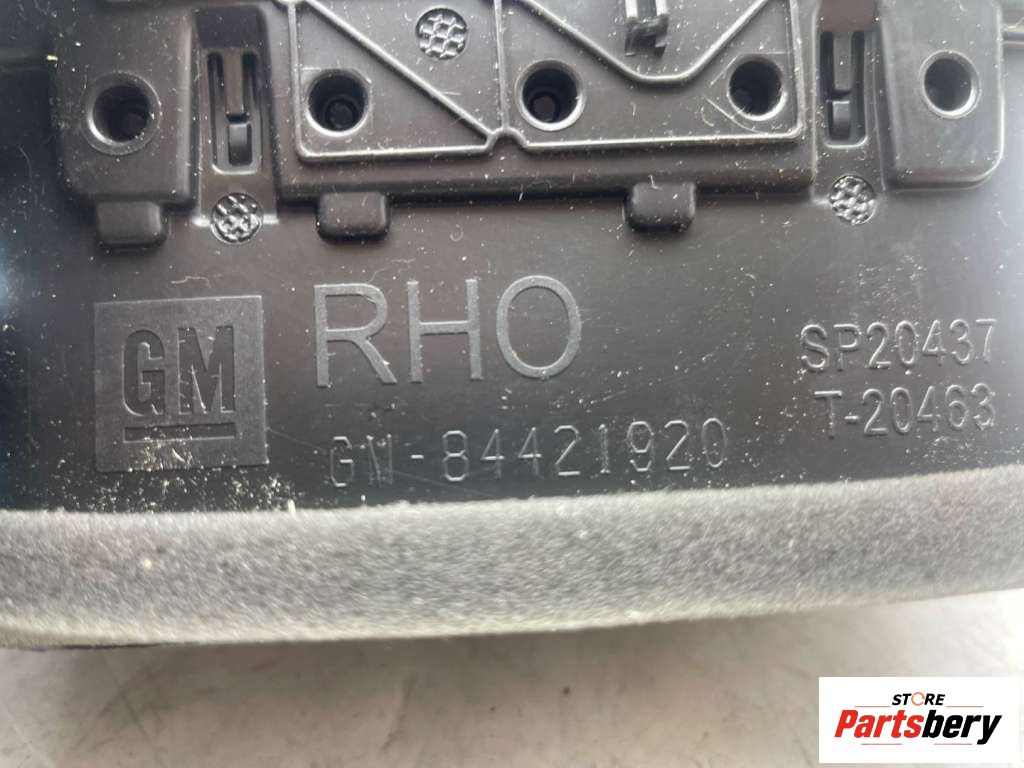 GM
RHO
GM-84421920
SP20437
T-20463
STORE
Partsbery